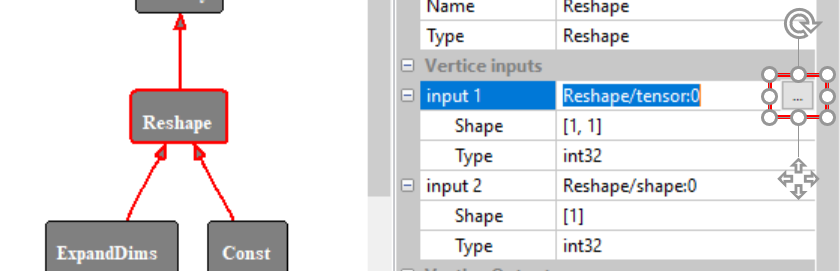 Reshape
ExpandDims
Const
Name Reshape
Type Reshape
Vertice inputs
input 1 Reshape/tensor:0 ...
Shape [1, 1]
Type int32
input 2 Reshape/shape:0
Shape [1]
Type int32